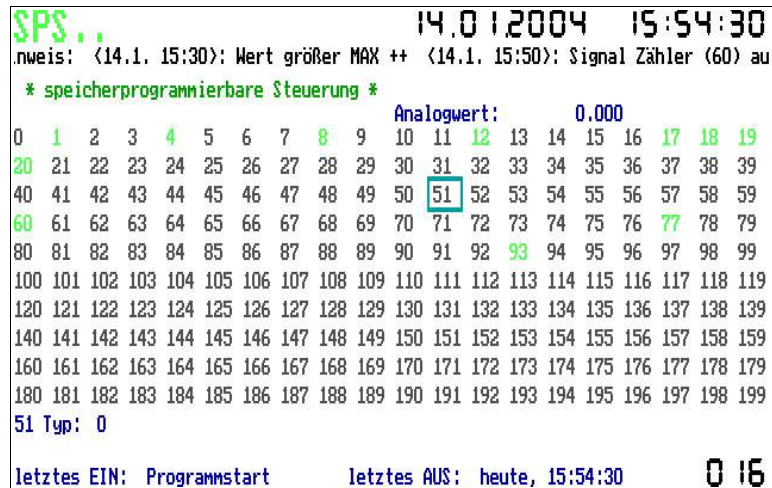 SPS.. 14.01.2004 15:54:30
.nweis: (14.1. 15:30): Wert größer MAX ++ (14.1. 15:50): Signal Zähler (60) au
* speicherprogrammierbare Steuerung *
Analogwert: 0.000
0 1 2 3 4 5 6 7 8 9 10 11 12 13 14 15 16 17 18 19
20 21 22 23 24 25 26 27 28 29 30 31 32 33 34 35 36 37 38 39
40 41 42 43 44 45 46 47 48 49 50 51 52 53 54 55 56 57 58 59
60 61 62 63 64 65 66 67 68 69 70 71 72 73 74 75 76 77 78 79
80 81 82 83 84 85 86 87 88 89 90 91 92 93 94 95 96 97 98 99
100 101 102 103 104 105 106 107 108 109 110 111 112 113 114 115 116 117 118 119
120 121 122 123 124 125 126 127 128 129 130 131 132 133 134 135 136 137 138 139
140 141 142 143 144 145 146 147 148 149 150 151 152 153 154 155 156 157 158 159
160 161 162 163 164 165 166 167 168 169 170 171 172 173 174 175 176 177 178 179
180 181 182 183 184 185 186 187 188 189 190 191 192 193 194 195 196 197 198 199
51 Typ: 0
letztes EIN: Programmstart letztes AUS: heute, 15:54:30 016